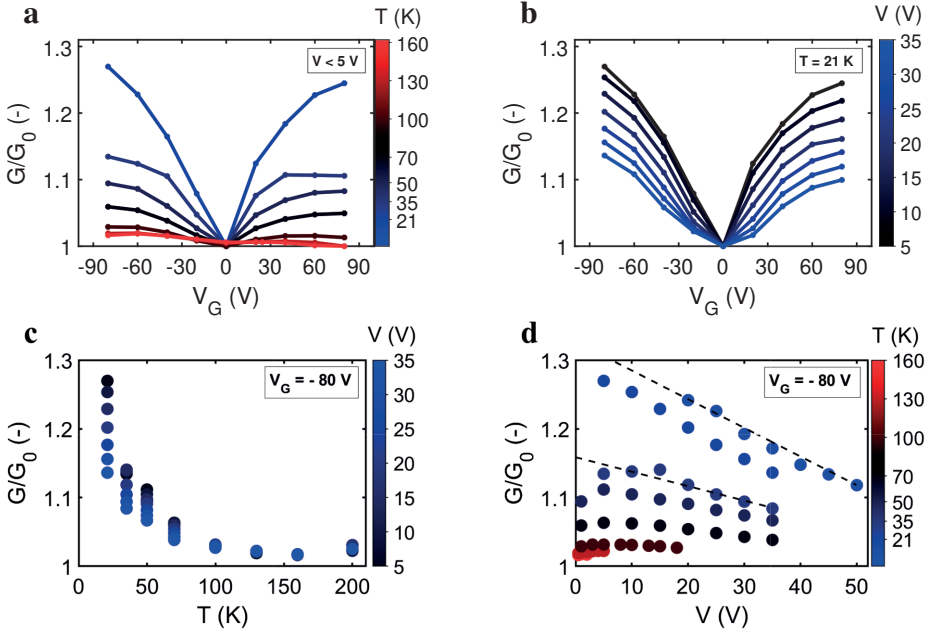 a
T (K)
b
V (V)
1.3
1.2
1.1
1
G/G0 (-)
V < 5 V
-90 -60 -30 0 30 60 90
VG (V)
160
130
100
70
50
35
21
1.3
1.2
1.1
1
G/G0 (-)
T = 21 K
-90 -60 -30 0 30 60 90
VG (V)
35
30
25
20
15
10
5
c
V (V)
d
T (K)
1.3
1.2
1.1
1
G/G0 (-)
VG = - 80 V
0 50 100 150 200
T (K)
35
30
25
20
15
10
5
1.3
1.2
1.1
1
G/G0 (-)
VG = - 80 V
0 10 20 30 40 50
V (V)
160
130
100
70
50
35
21